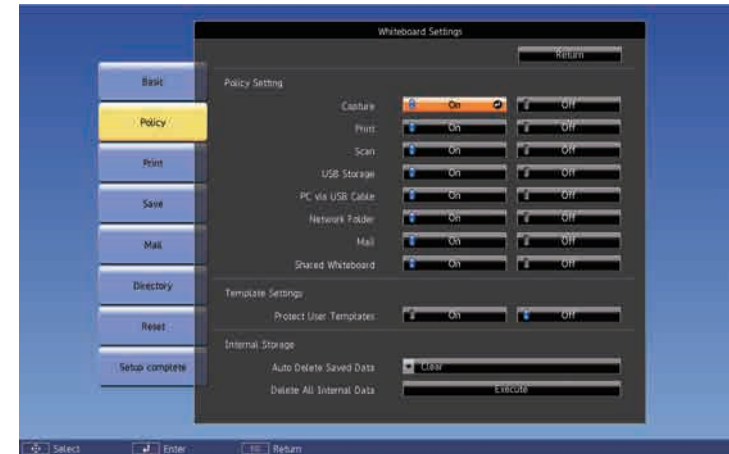 Whiteboard Settings
Return
Basic
Policy
Print
Save
Mail
Directory
Reset
Setup complete
Policy Setting
Capture On Off
Print On Off
Scan On Off
USB Storage On Off
PC via USB Cable On Off
Network Folder On Off
Mail On Off
Shared Whiteboard On Off
Template Settings
Protect User Templates On Off
Internal Storage
Auto Delete Saved Data Clear
Delete All Internal Data Execute
Select Enter Return